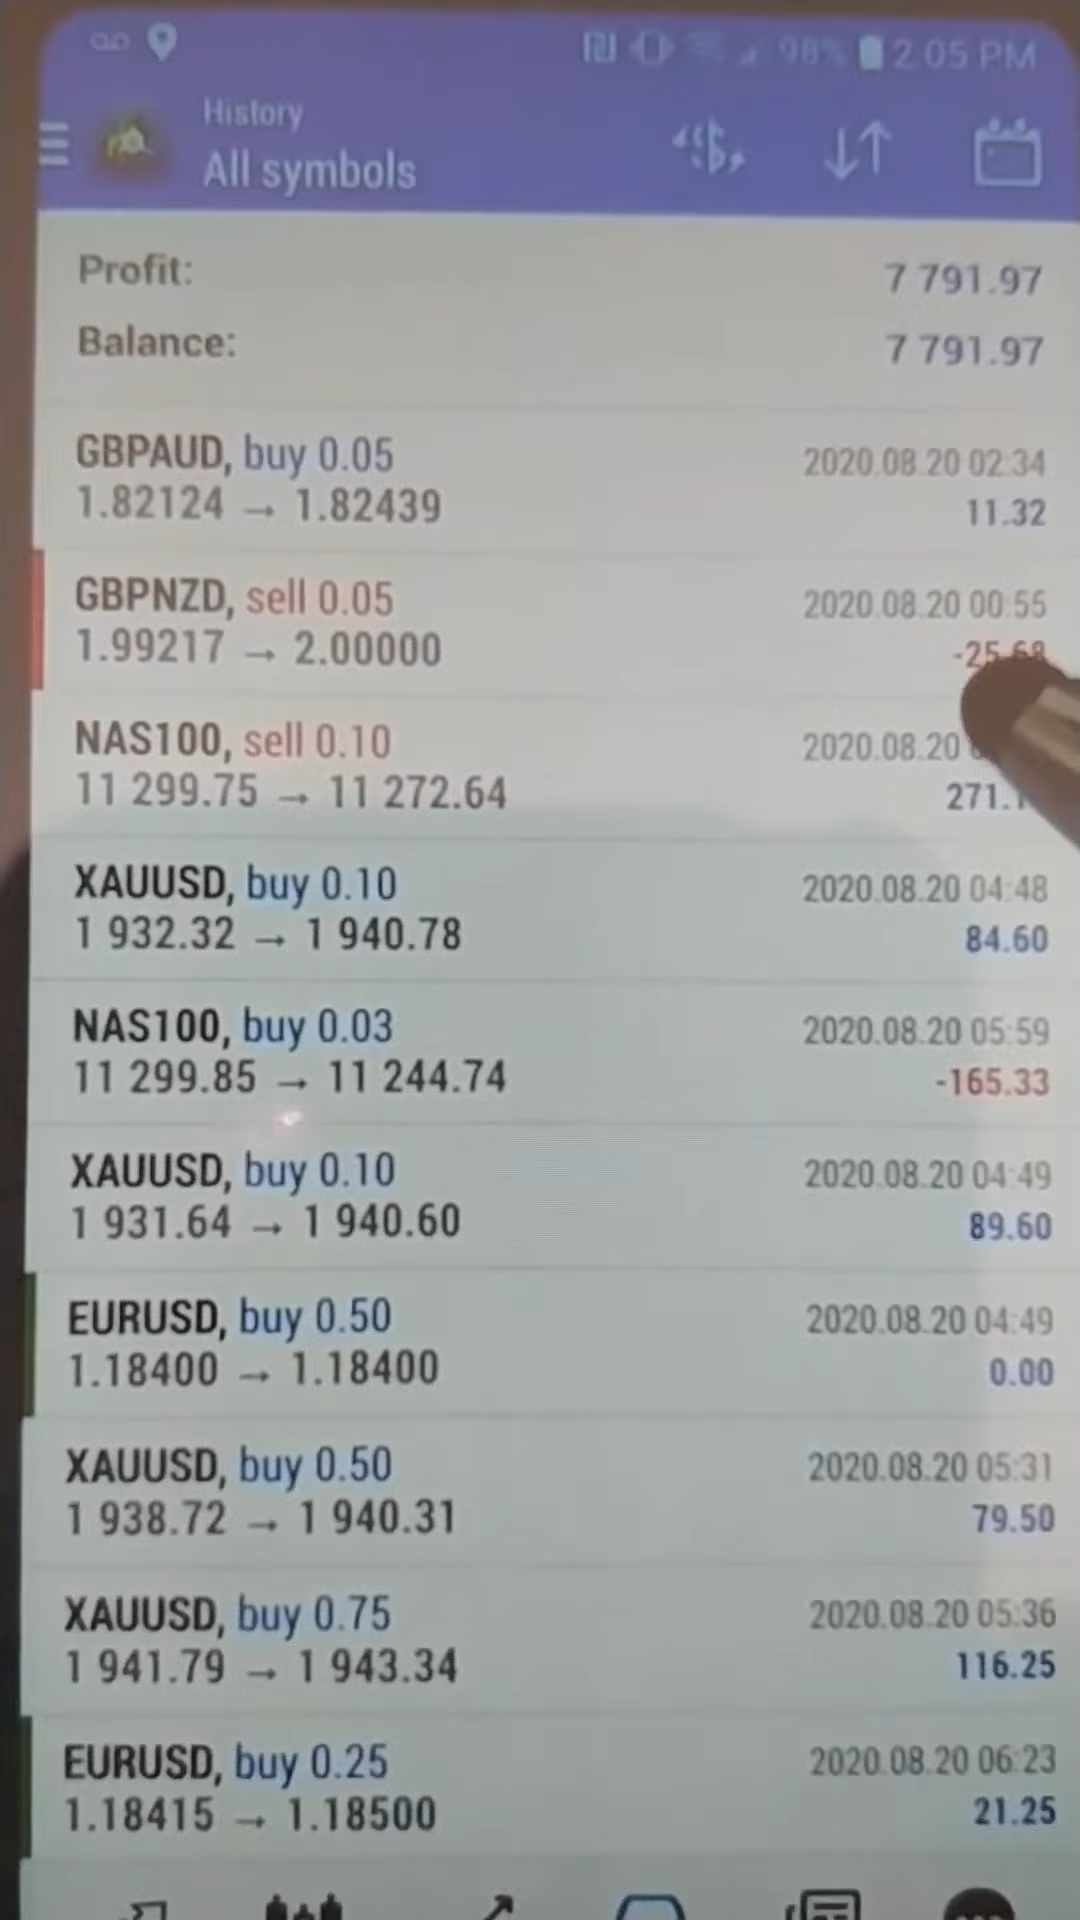 98% 2:05 PM
History
All symbols
Profit: 7 791.97
Balance: 7 791.97
GBPAUD, buy 0.05 2020.08.20 02:34
1.82124 → 1.82439 11.32
GBPNZD, sell 0.05 2020.08.20 00:55
1.99217 → 2.00000 -25.68
NAS100, sell 0.10 2020.08.20
11 299.75 → 11 272.64 271.1
XAUUSD, buy 0.10 2020.08.20 04:48
1 932.32 → 1 940.78 84.60
NAS100, buy 0.03 2020.08.20 05:59
11 299.85 → 11 244.74 -165.33
XAUUSD, buy 0.10 2020.08.20 04:49
1 931.64 → 1 940.60 89.60
EURUSD, buy 0.50 2020.08.20 04:49
1.18400 → 1.18400 0.00
XAUUSD, buy 0.50 2020.08.20 05:31
1 938.72 → 1 940.31 79.50
XAUUSD, buy 0.75 2020.08.20 05:36
1 941.79 → 1 943.34 116.25
EURUSD, buy 0.25 2020.08.20 06:23
1.18415 → 1.18500 21.25